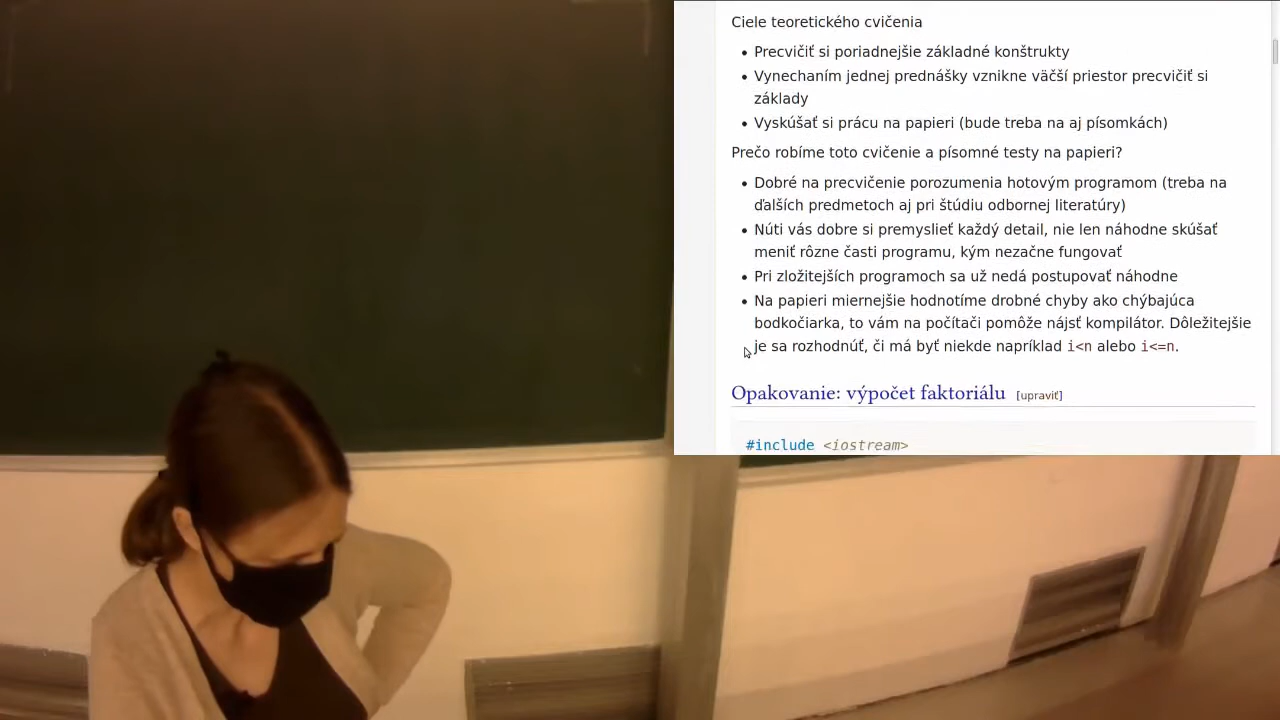 Ciele teoretického cvičenia
• Precvičiť si poriadnejšie základné konštrukty
• Vynechaním jednej prednášky vznikne väčší priestor precvičiť si
základy
• Vyskúšať si prácu na papieri (bude treba na aj písomkách)
Prečo robíme toto cvičenie a písomné testy na papieri?
• Dobré na precvičenie porozumenia hotovým programom (treba na
ďalších predmetoch aj pri štúdiu odbornej literatúry)
• Núti vás dobre si premyslieť každý detail, nie len náhodne skúšať
meniť rôzne časti programu, kým nezačne fungovať
• Pri zložitejších programoch sa už nedá postupovať náhodne
• Na papieri miernejšie hodnotíme drobné chyby ako chýbajúca
bodkočiarka, to vám na počítači pomôže nájsť kompilátor. Dôležitejšie
je sa rozhodnúť, či má byť niekde napríklad i<n alebo i<=n.
Opakovanie: výpočet faktoriálu [upraviť]
#include <iostream>